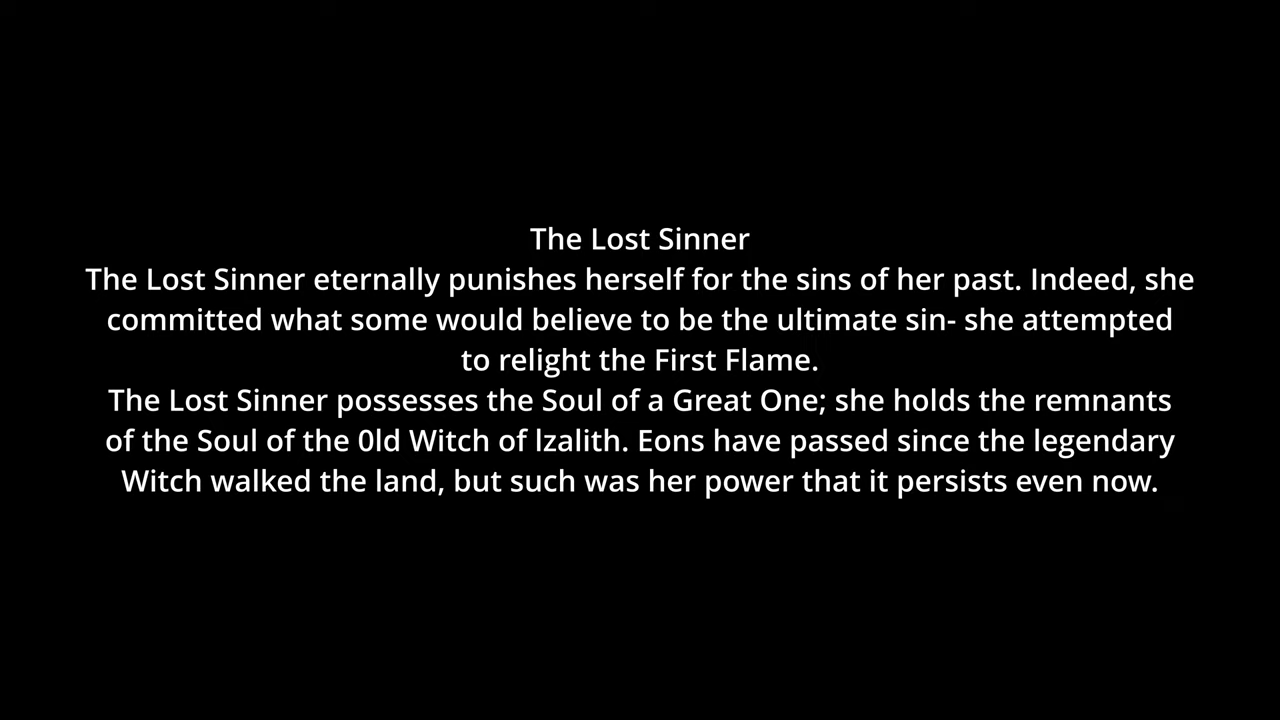 The Lost Sinner
The Lost Sinner eternally punishes herself for the sins of her past. Indeed, she
committed what some would believe to be the ultimate sin- she attempted
to relight the First Flame.
The Lost Sinner possesses the Soul of a Great One; she holds the remnants
of the Soul of the 0ld Witch of lzalith. Eons have passed since the legendary
Witch walked the land, but such was her power that it persists even now.